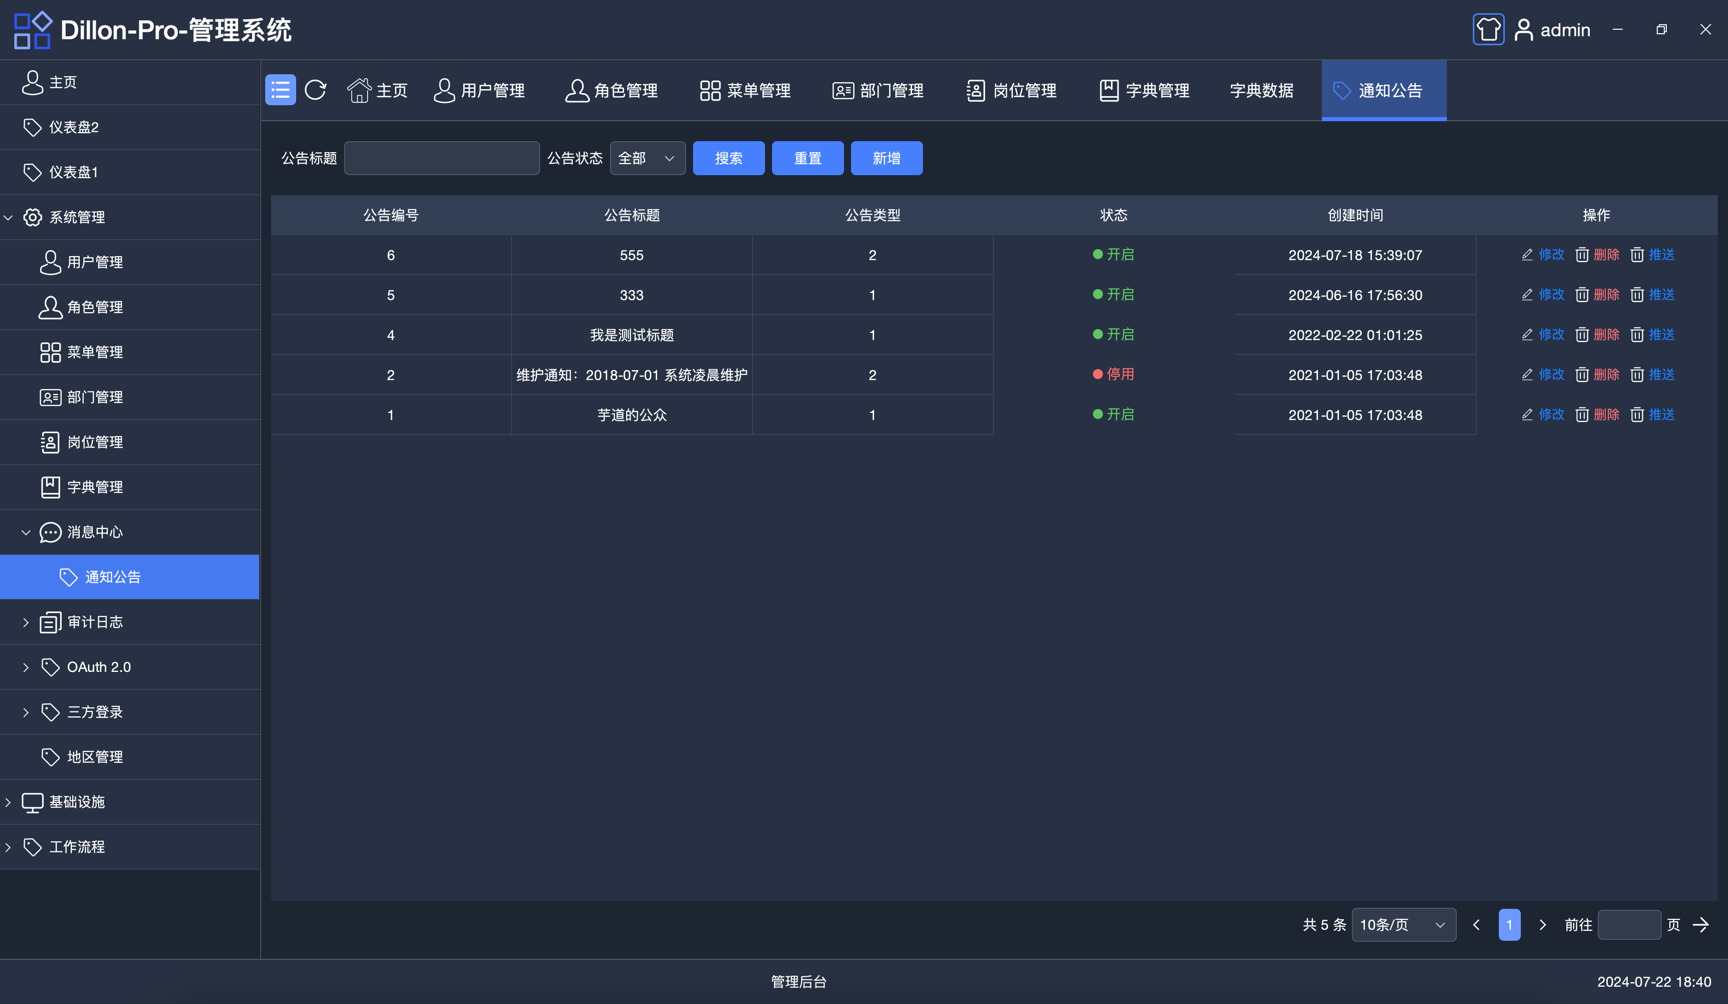 Dillon-Pro-管理系统
admin
主页
仪表盘2
仪表盘1
系统管理
用户管理
角色管理
菜单管理
部门管理
岗位管理
字典管理
消息中心
通知公告
审计日志
OAuth 2.0
三方登录
地区管理
基础设施
工作流程
主页 用户管理 角色管理 菜单管理 部门管理 岗位管理 字典管理 字典数据 通知公告
公告标题 公告状态 全部 搜索 重置 新增
公告编号 公告标题 公告类型 状态 创建时间 操作
6 555 2 开启 2024-07-18 15:39:07 修改 删除 推送
5 333 1 开启 2024-06-16 17:56:30 修改 删除 推送
4 我是测试标题 1 开启 2022-02-22 01:01:25 修改 删除 推送
2 维护通知：2018-07-01 系统凌晨维护 2 停用 2021-01-05 17:03:48 修改 删除 推送
1 芋道的公众 1 开启 2021-01-05 17:03:48 修改 删除 推送
共 5 条 10条/页 1 前往 页
管理后台
2024-07-22 18:40